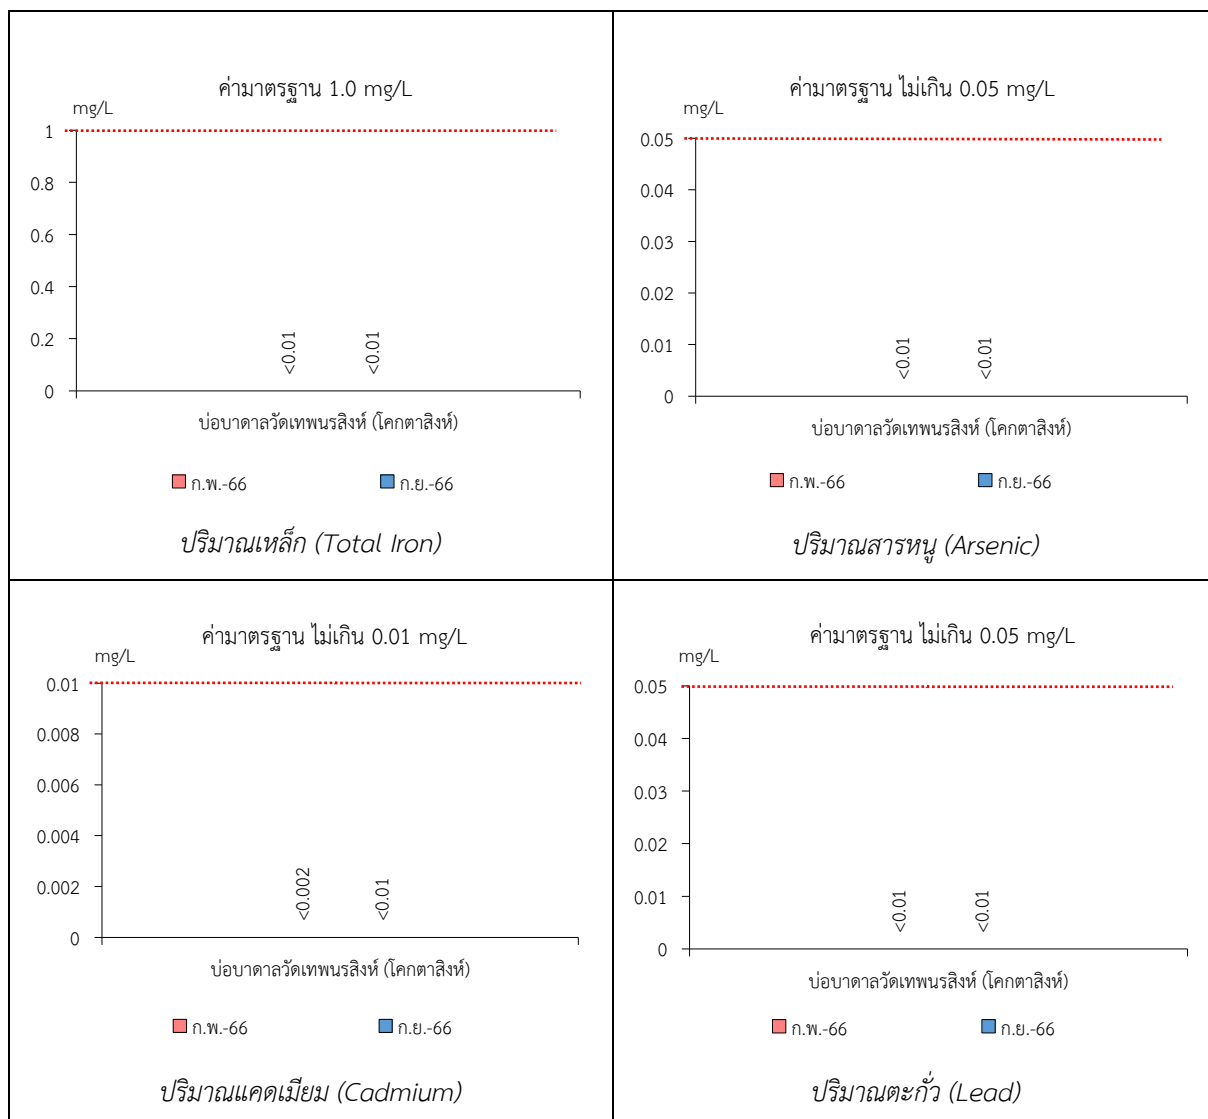 ค่ามาตรฐาน 1.0 mg/L
mg/L
1
0.8
0.6
0.4
0.2
0
<0.01
<0.01
บ่อบาดาลวัดเทพนรสิงห์ (โคกตาสิงห์)
ก.พ.-66
ก.ย.-66
ปริมาณเหล็ก (Total Iron)
ค่ามาตรฐาน ไม่เกิน 0.05 mg/L
mg/L
0.05
0.04
0.03
0.02
0.01
0
<0.01
<0.01
บ่อบาดาลวัดเทพนรสิงห์ (โคกตาสิงห์)
ก.พ.-66
ก.ย.-66
ปริมาณสารหนู (Arsenic)
ค่ามาตรฐาน ไม่เกิน 0.01 mg/L
mg/L
0.01
0.008
0.006
0.004
0.002
0
<0.002
<0.01
บ่อบาดาลวัดเทพนรสิงห์ (โคกตาสิงห์)
ก.พ.-66
ก.ย.-66
ปริมาณแคดเมียม (Cadmium)
ค่ามาตรฐาน ไม่เกิน 0.05 mg/L
mg/L
0.05
0.04
0.03
0.02
0.01
0
<0.01
<0.01
บ่อบาดาลวัดเทพนรสิงห์ (โคกตาสิงห์)
ก.พ.-66
ก.ย.-66
ปริมาณตะกั่ว (Lead)